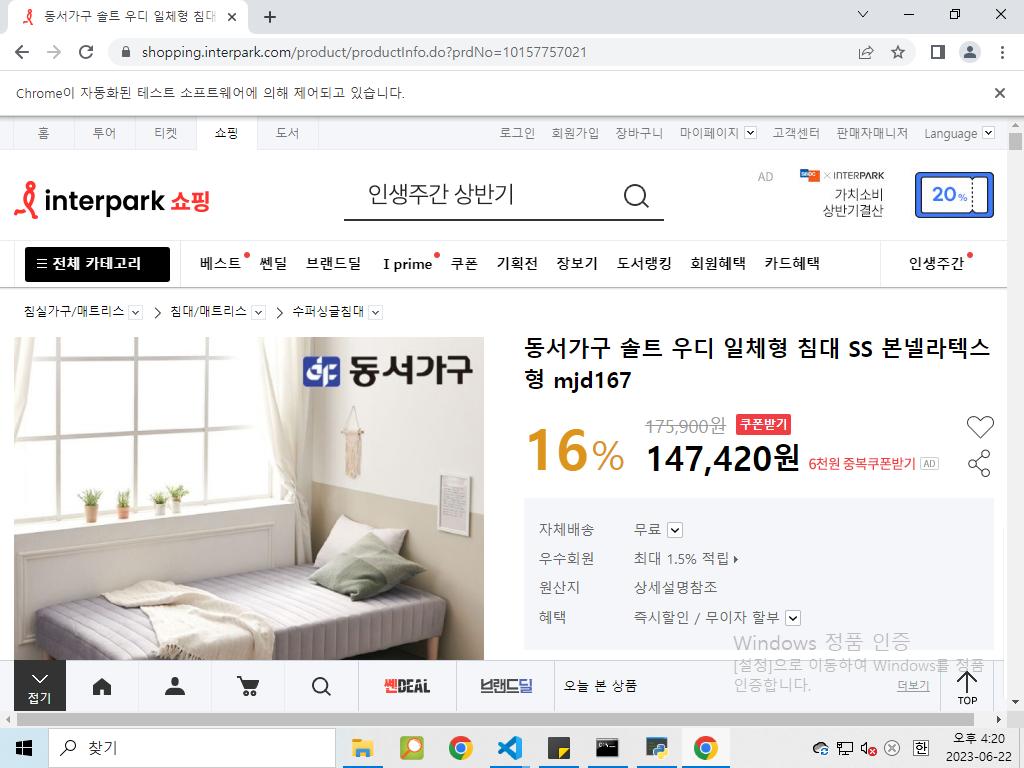 동서가구 솔트 우디 일체형 침대
shopping.interpark.com/product/productInfo.do?prdNo=10157757021
Chrome이 자동화된 테스트 소프트웨어에 의해 제어되고 있습니다.
홈 투어 티켓 쇼핑 도서 로그인 회원가입 장바구니 마이페이지 고객센터 판매자매니저 Language
interpark 쇼핑
인생주간 상반기
AD
× INTERPARK
가치소비
상반기결산
20%
전체 카테고리 베스트 쎈딜 브랜드딜 I prime 쿠폰 기획전 장보기 도서랭킹 회원혜택 카드혜택 인생주간
침실가구/매트리스 침대/매트리스 수퍼싱글침대
동서가구
동서가구 솔트 우디 일체형 침대 SS 본넬라텍스
형 mjd167
16%
175,900원 쿠폰받기
147,420원 6천원 중복쿠폰받기 AD
자체배송 무료
우수회원 최대 1.5% 적립
원산지 상세설명참조
혜택 즉시할인 / 무이자 할부
Windows 정품 인증
[설정]으로 이동하여 Windows를 정품
인증합니다.
접기
쎈DEAL
브랜드딜
오늘 본 상품
더보기
TOP
찾기
한
오후 4:20
2023-06-22